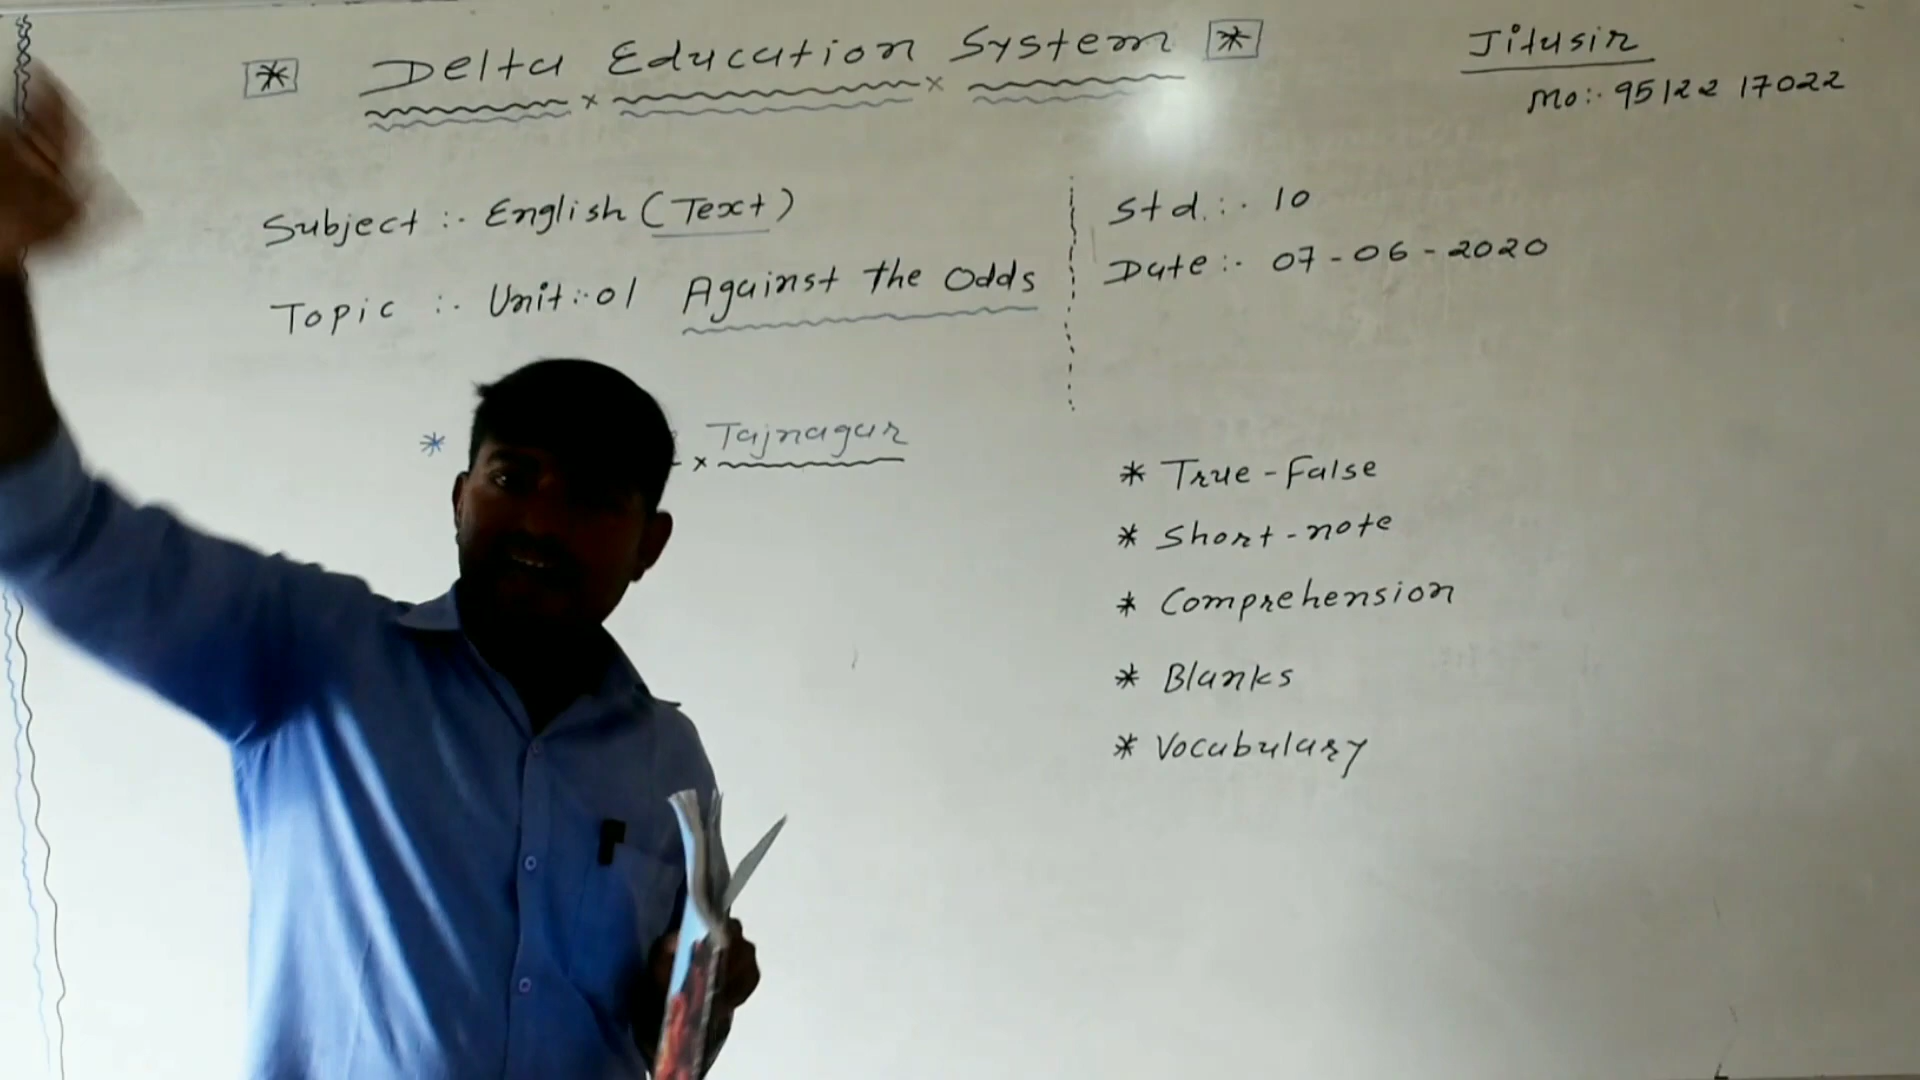 * Delta Education System *
Jitusir
Mo:- 95122 17022
Subject :- English (Text)
Topic :- Unit:-01 Against the Odds
Std. :- 10
Date :- 07-06-2020
* Tajnagar
* True-False
* Short-note
* Comprehension
* Blanks
* Vocabulary